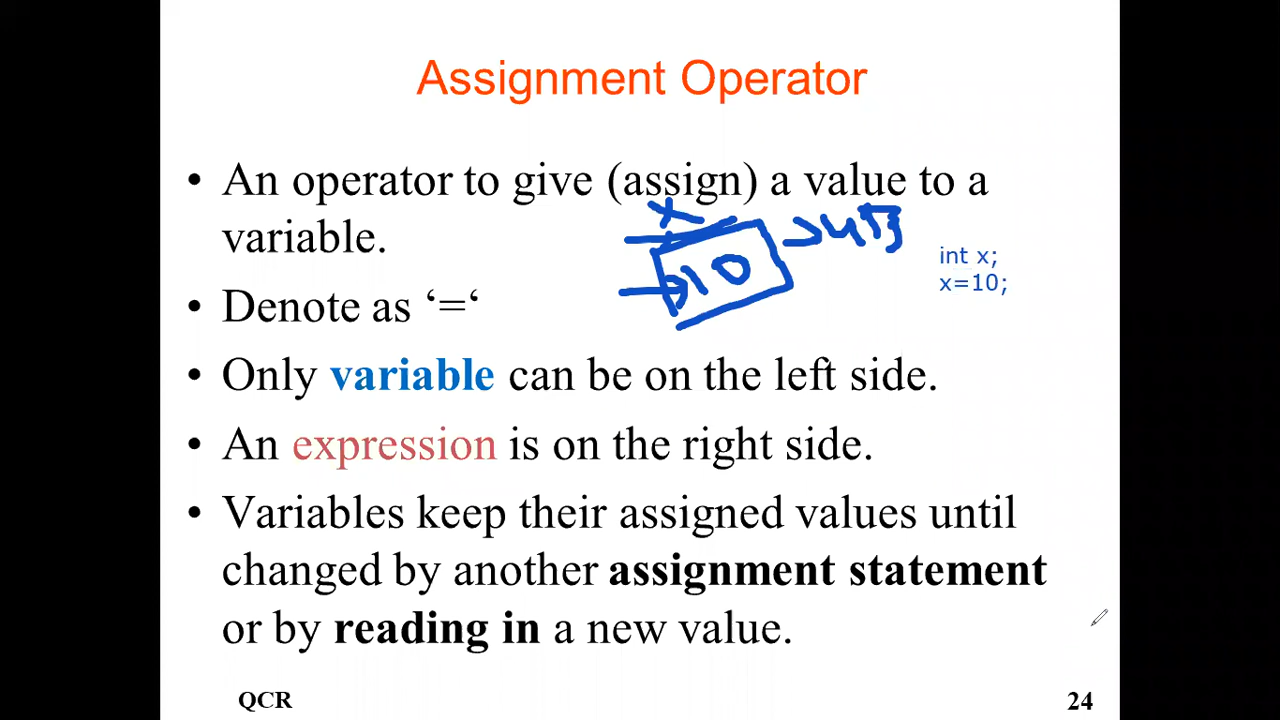 Assignment Operator
• An operator to give (assign) a value to a
variable.
x
10
int x;
x=10;
• Denote as ‘=‘
• Only variable can be on the left side.
• An expression is on the right side.
• Variables keep their assigned values until
changed by another assignment statement
or by reading in a new value.
QCR
24